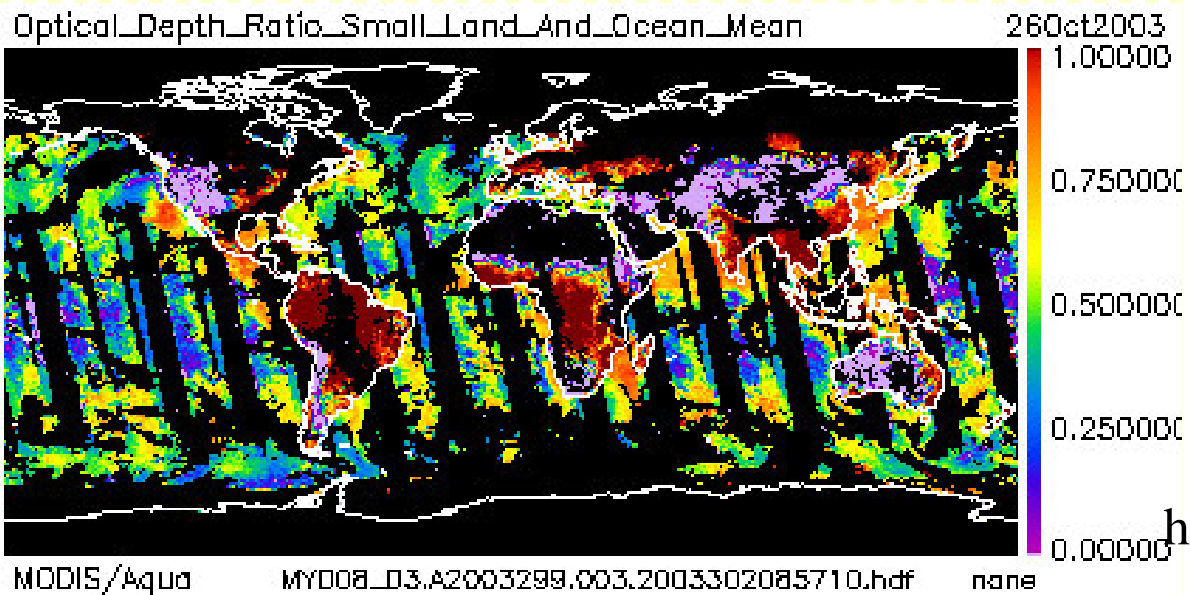 Optical_Depth_Ratio_Small_Land_And_Ocean_Mean 26Oct2003
1.00000
0.750000
0.500000
0.250000
0.00000
h
MODIS/Aqua MYD08_D3.A2003299.003.2003302085710.hdf none